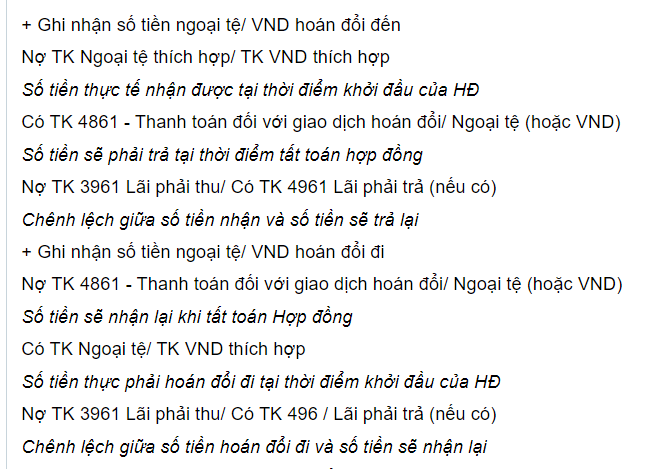 + Ghi nhận số tiền ngoại tệ/ VND hoán đổi đến
Nợ TK Ngoại tệ thích hợp/ TK VND thích hợp
Số tiền thực tế nhận được tại thời điểm khởi đầu của HĐ
Có TK 4861 - Thanh toán đối với giao dịch hoán đổi/ Ngoại tệ (hoặc VND)
Số tiền sẽ phải trả tại thời điểm tất toán hợp đồng
Nợ TK 3961 Lãi phải thu/ Có TK 4961 Lãi phải trả (nếu có)
Chênh lệch giữa số tiền nhận và số tiền sẽ trả lại
+ Ghi nhận số tiền ngoại tệ/ VND hoán đổi đi
Nợ TK 4861 - Thanh toán đối với giao dịch hoán đổi/ Ngoại tệ (hoặc VND)
Số tiền sẽ nhận lại khi tất toán Hợp đồng
Có TK Ngoại tệ/ TK VND thích hợp
Số tiền thực phải hoán đổi đi tại thời điểm khởi đầu của HĐ
Nợ TK 3961 Lãi phải thu/ Có TK 496 / Lãi phải trả (nếu có)
Chênh lệch giữa số tiền hoán đổi đi và số tiền sẽ nhận lại